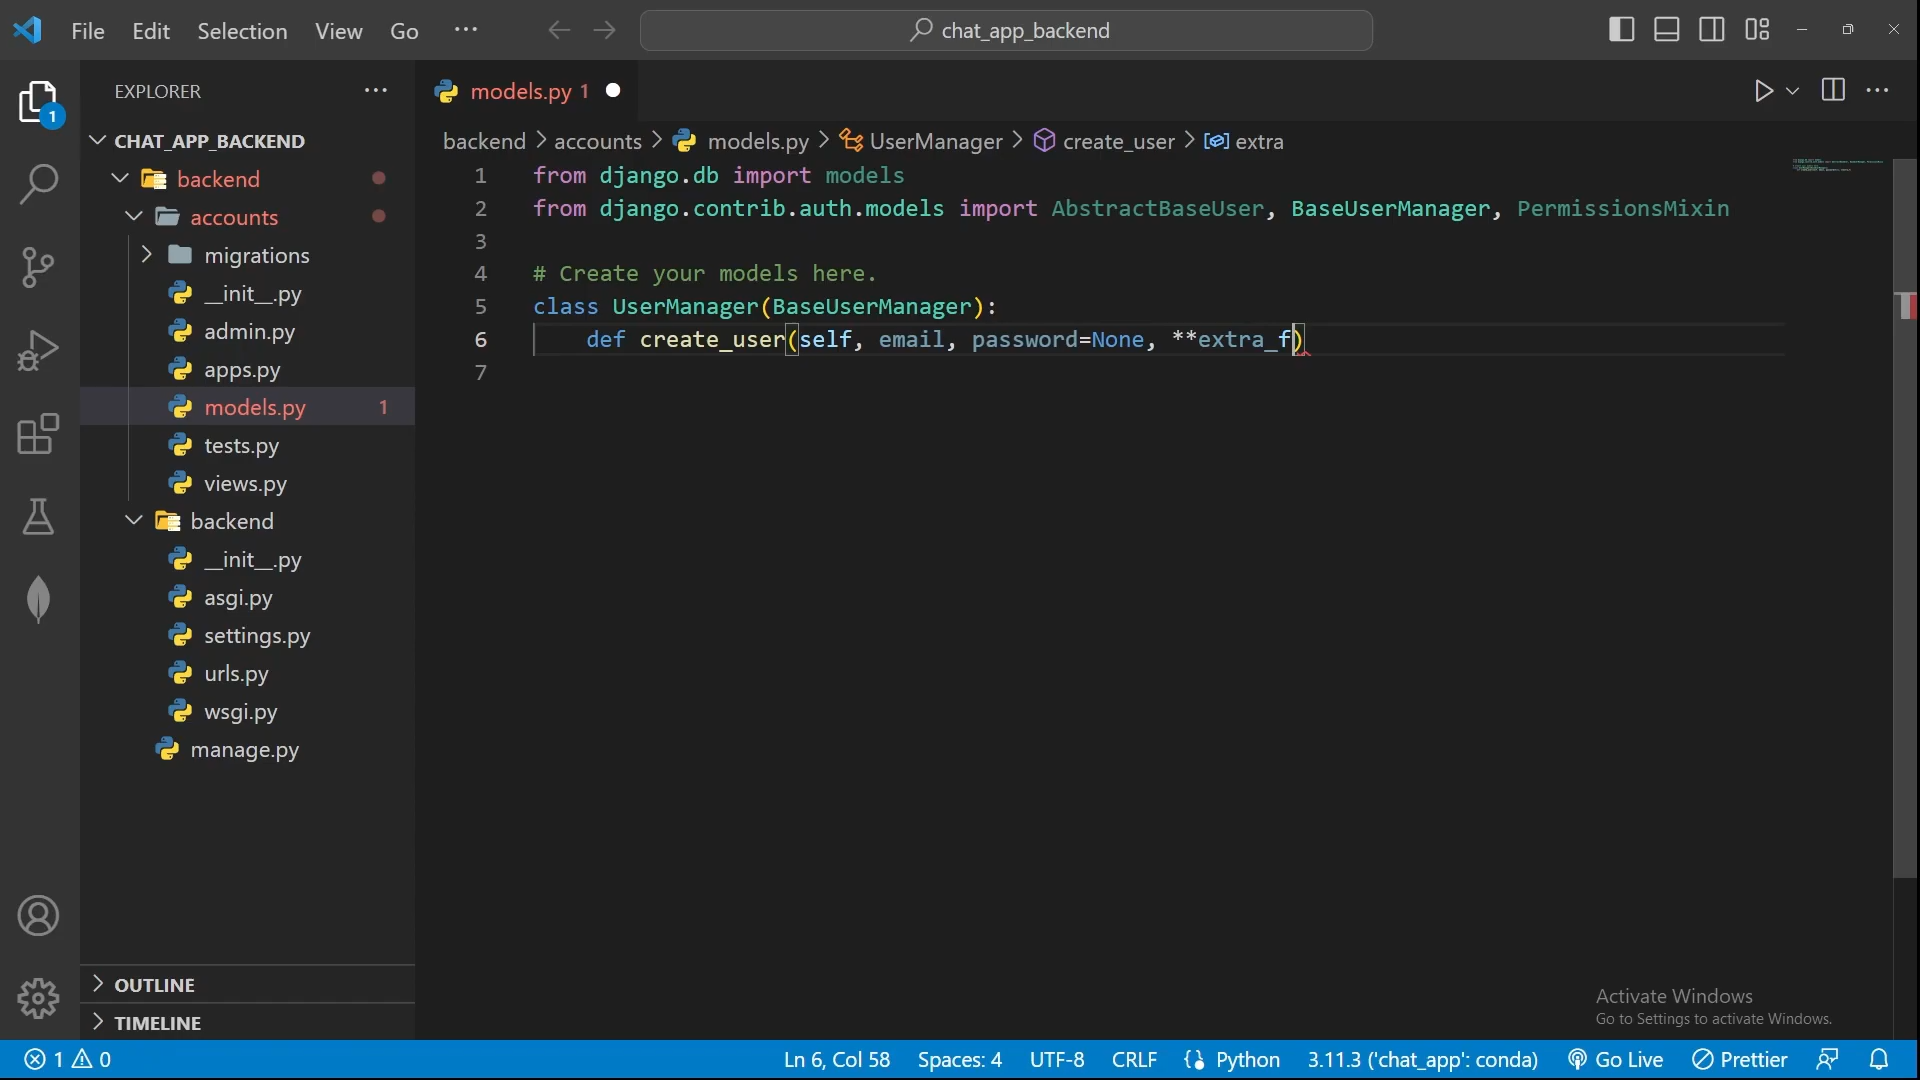 File Edit Selection View Go ··· chat_app_backend
EXPLORER ···
models.py 1
CHAT_APP_BACKEND
backend
accounts
migrations
__init__.py
admin.py
apps.py
models.py 1
tests.py
views.py
backend
__init__.py
asgi.py
settings.py
urls.py
wsgi.py
manage.py
OUTLINE
TIMELINE
1
backend > accounts > models.py > UserManager > create_user > extra
1 from django.db import models
2 from django.contrib.auth.models import AbstractBaseUser, BaseUserManager, PermissionsMixin
3
4 # Create your models here.
5 class UserManager(BaseUserManager):
6 def create_user(self, email, password=None, **extra_f)
7
Activate Windows
Go to Settings to activate Windows.
1 0 Ln 6, Col 58 Spaces: 4 UTF-8 CRLF Python 3.11.3 ('chat_app': conda) Go Live Prettier